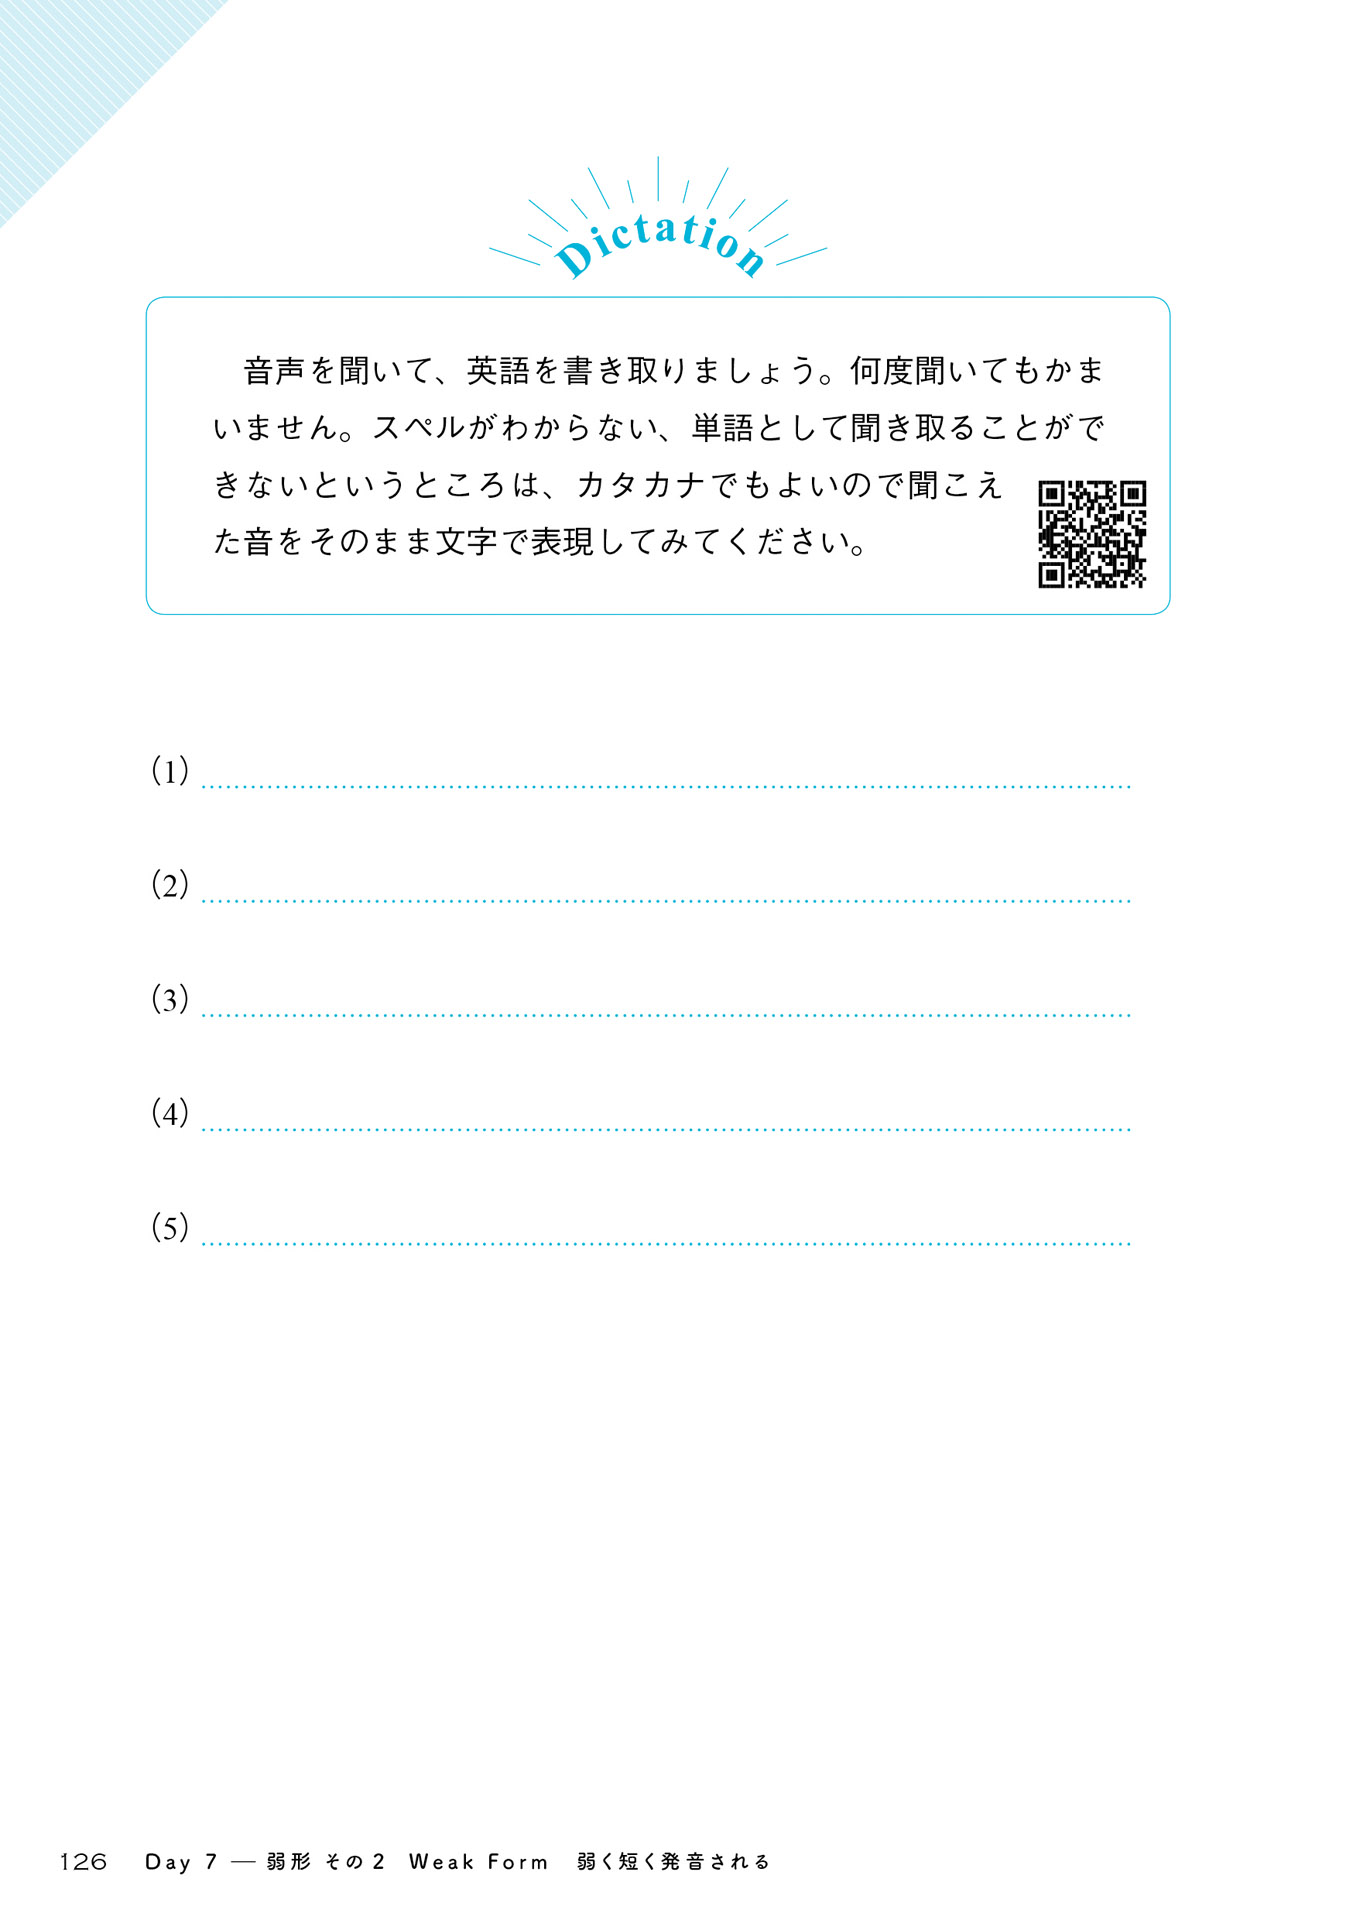 Dictation
音声を聞いて、英語を書き取りましょう。何度聞いてもかま
いません。スペルがわからない、単語として聞き取ることがで
きないというところは、カタカナでもよいので聞こえ
た音をそのまま文字で表現してみてください。
(1)
(2)
(3)
(4)
(5)
126 Day 7 — 弱形 その2 Weak Form 弱く短く発音される